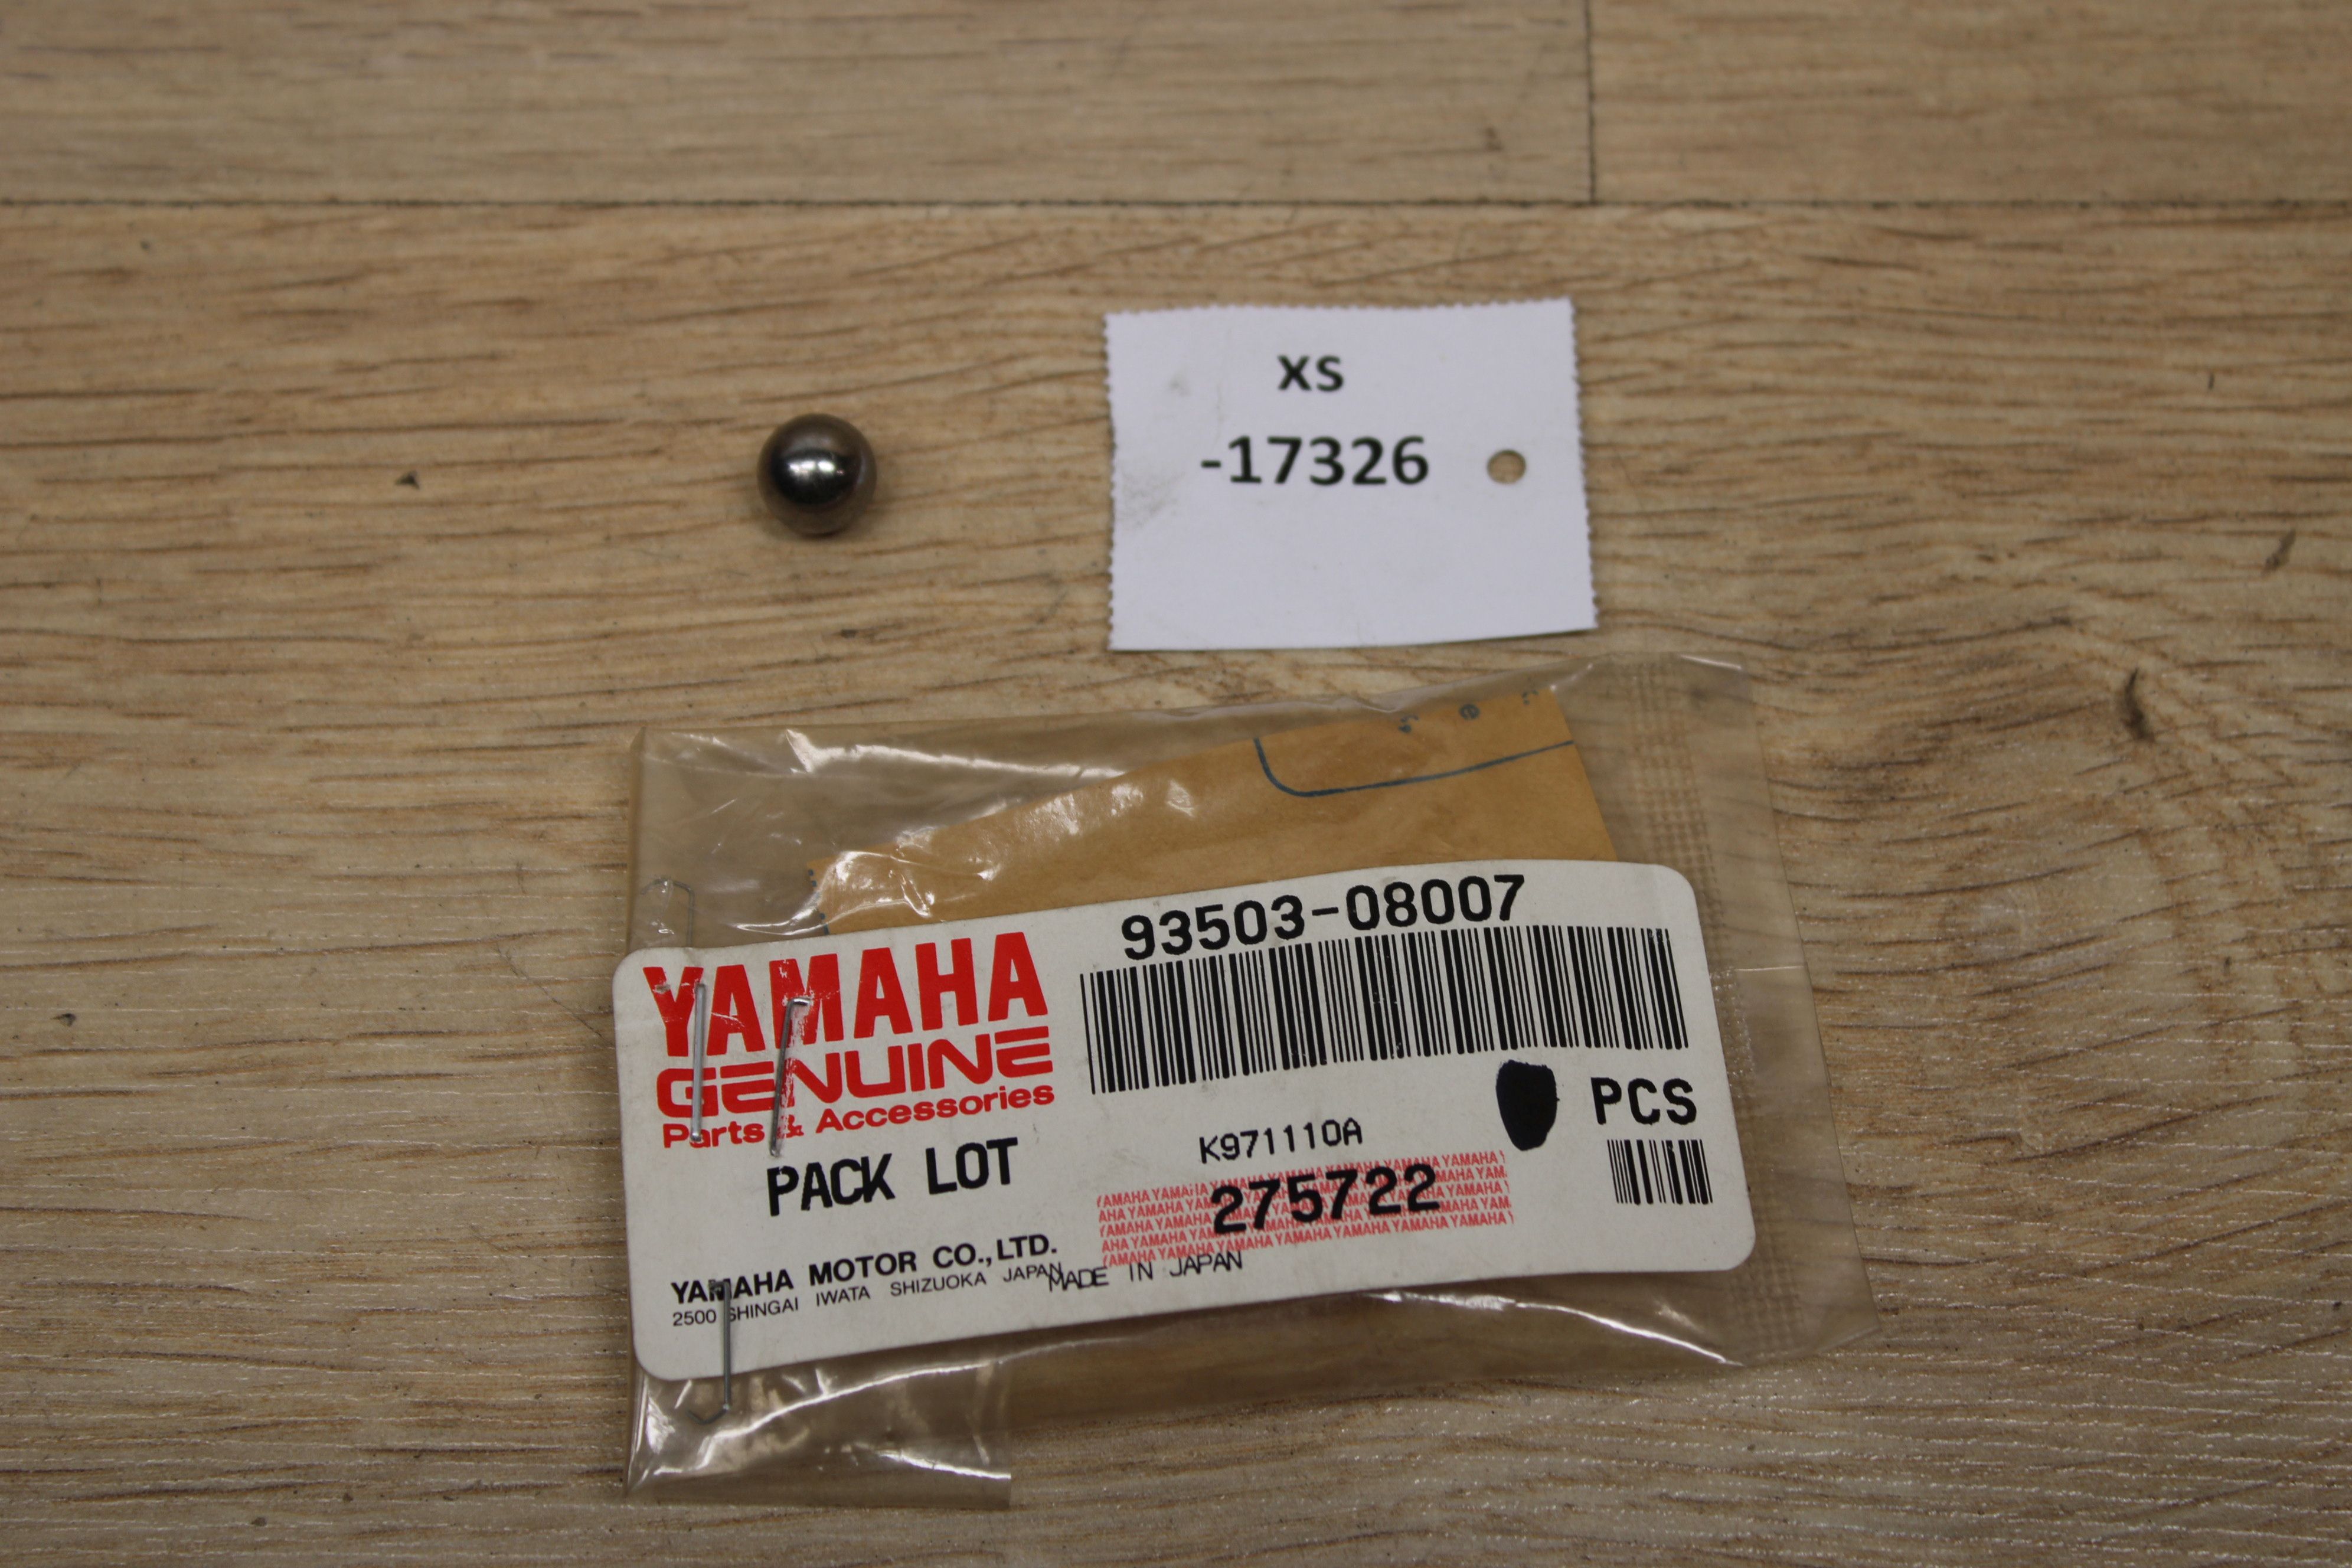 xs
-17326
e
93503-08007
YAMAHA
GENUINE
Parts & Accessories
PCS
K971110A
PACK LOT
275722
YAMAHA MOTOR CO.,LTD.
2500 SHINGAI IWATA SHIZUOKA JAPAN
MADE IN JAPAN